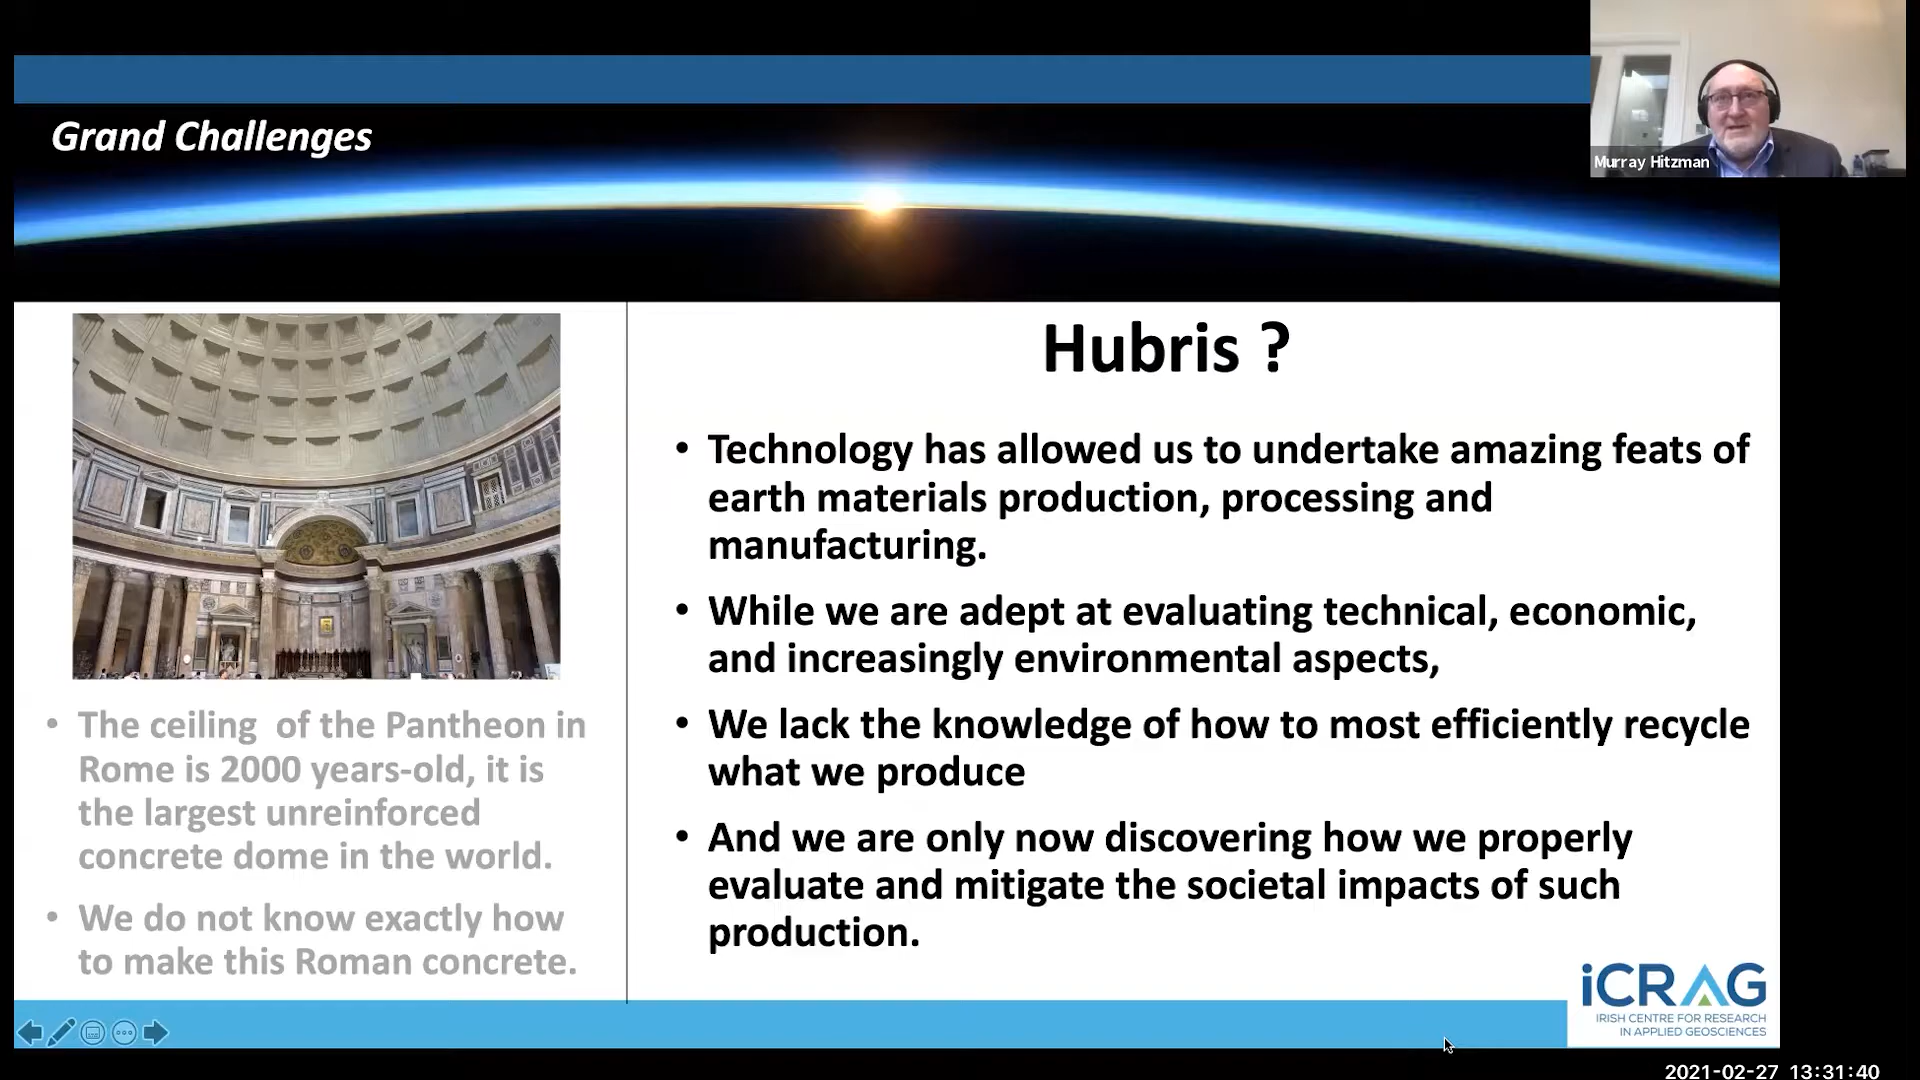 Grand Challenges
Murray Hitzman
• The ceiling  of the Pantheon in
Rome is 2000 years-old, it is
the largest unreinforced
concrete dome in the world.
• We do not know exactly how
to make this Roman concrete.
Hubris ?
• Technology has allowed us to undertake amazing feats of
earth materials production, processing and
manufacturing.
• While we are adept at evaluating technical, economic,
and increasingly environmental aspects,
• We lack the knowledge of how to most efficiently recycle
what we produce
• And we are only now discovering how we properly
evaluate and mitigate the societal impacts of such
production.
iCRAG
IRISH CENTRE FOR RESEARCH
IN APPLIED GEOSCIENCES
2021-02-27 13:31:40